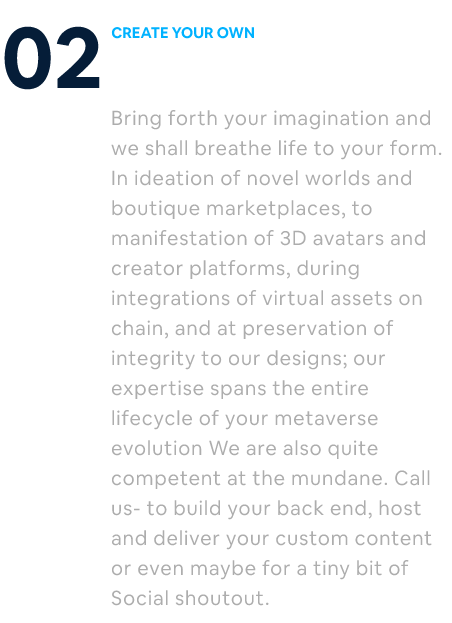 02
CREATE YOUR OWN
Bring forth your imagination and
we shall breathe life to your form.
In ideation of novel worlds and
boutique marketplaces, to
manifestation of 3D avatars and
creator platforms, during
integrations of virtual assets on
chain, and at preservation of
integrity to our designs; our
expertise spans the entire
lifecycle of your metaverse
evolution We are also quite
competent at the mundane. Call
us- to build your back end, host
and deliver your custom content
or even maybe for a tiny bit of
Social shoutout.